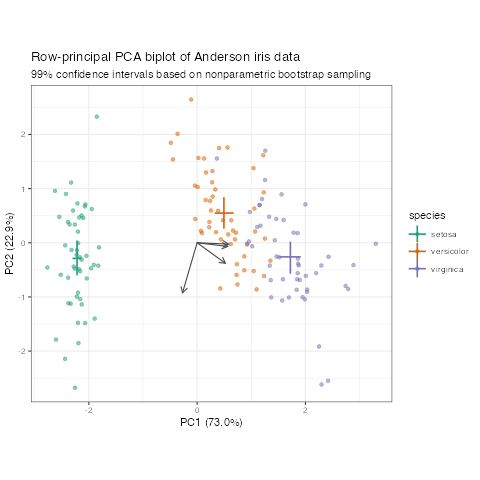 Row-principal PCA biplot of Anderson iris data
99% confidence intervals based on nonparametric bootstrap sampling
2
1
0
-1
-2
PC2 (22.9%)
-2
0
2
PC1 (73.0%)
species
setosa
versicolor
virginica